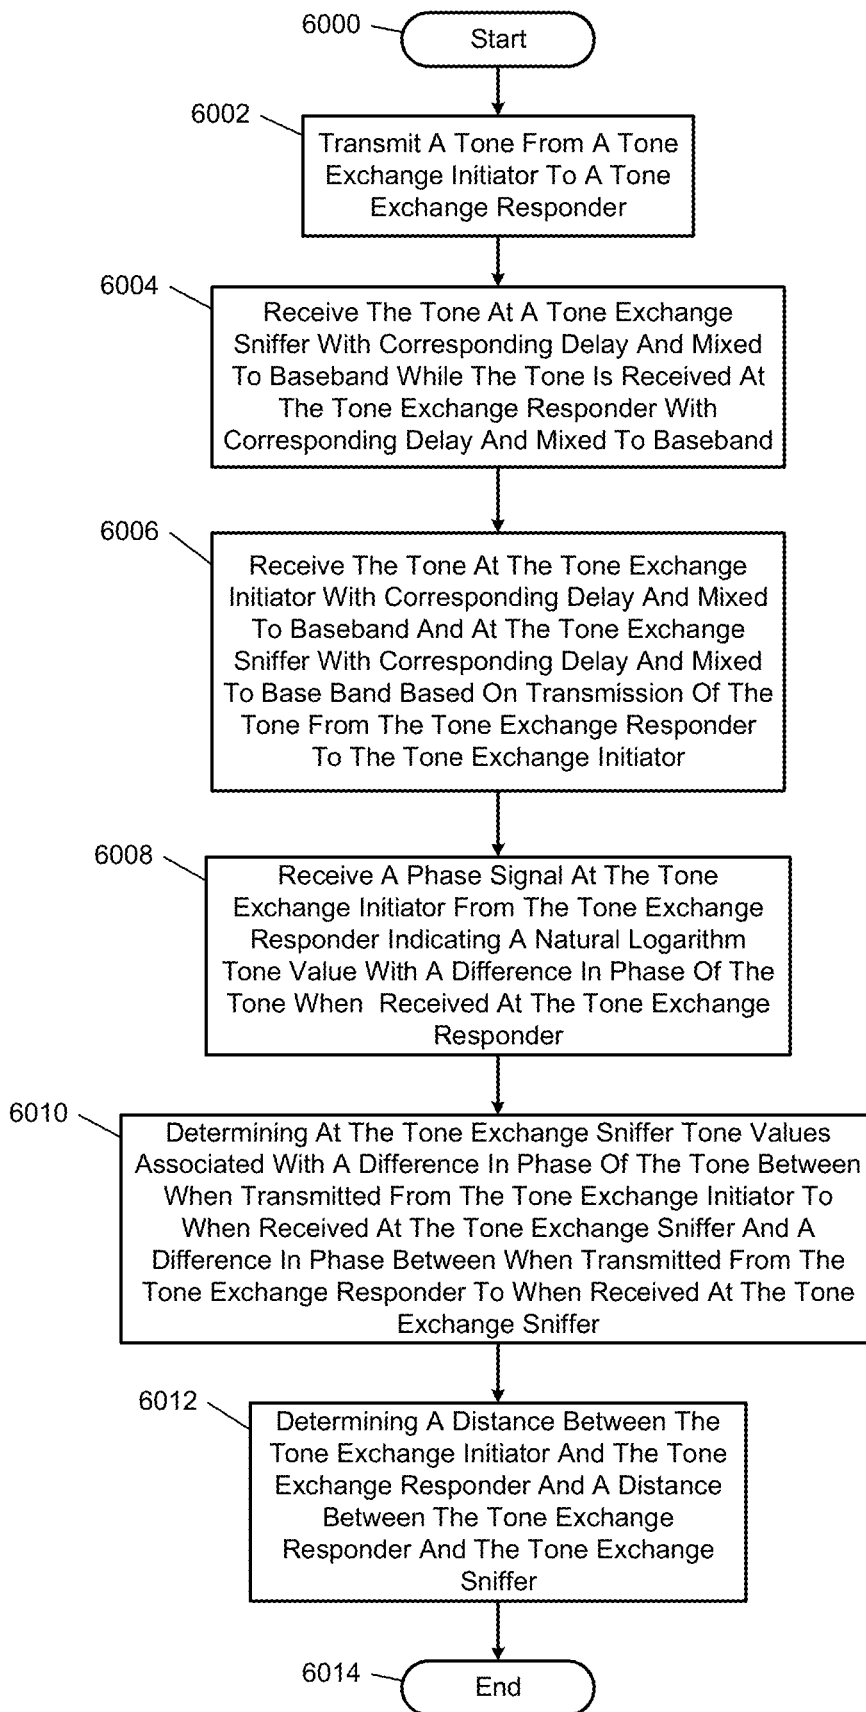 6000
Start
6002
Transmit A Tone From A Tone
Exchange Initiator To A Tone
Exchange Responder
6004
Receive The Tone At A Tone Exchange
Sniffer With Corresponding Delay And Mixed
To Baseband While The Tone Is Received At
The Tone Exchange Responder With
Corresponding Delay And Mixed To Baseband
6006
Receive The Tone At The Tone Exchange
Initiator With Corresponding Delay And Mixed
To Baseband And At The Tone Exchange
Sniffer With Corresponding Delay And Mixed
To Base Band Based On Transmission Of The
Tone From The Tone Exchange Responder
To The Tone Exchange Initiator
6008
Receive A Phase Signal At The Tone
Exchange Initiator From The Tone Exchange
Responder Indicating A Natural Logarithm
Tone Value With A Difference In Phase Of The
Tone When Received At The Tone Exchange
Responder
6010
Determining At The Tone Exchange Sniffer Tone Values
Associated With A Difference In Phase Of The Tone Between
When Transmitted From The Tone Exchange Initiator To
When Received At The Tone Exchange Sniffer And A
Difference In Phase Between When Transmitted From The
Tone Exchange Responder To When Received At The Tone
Exchange Sniffer
6012
Determining A Distance Between The
Tone Exchange Initiator And The Tone
Exchange Responder And A Distance
Between The Tone Exchange
Responder And The Tone Exchange
Sniffer
6014
End